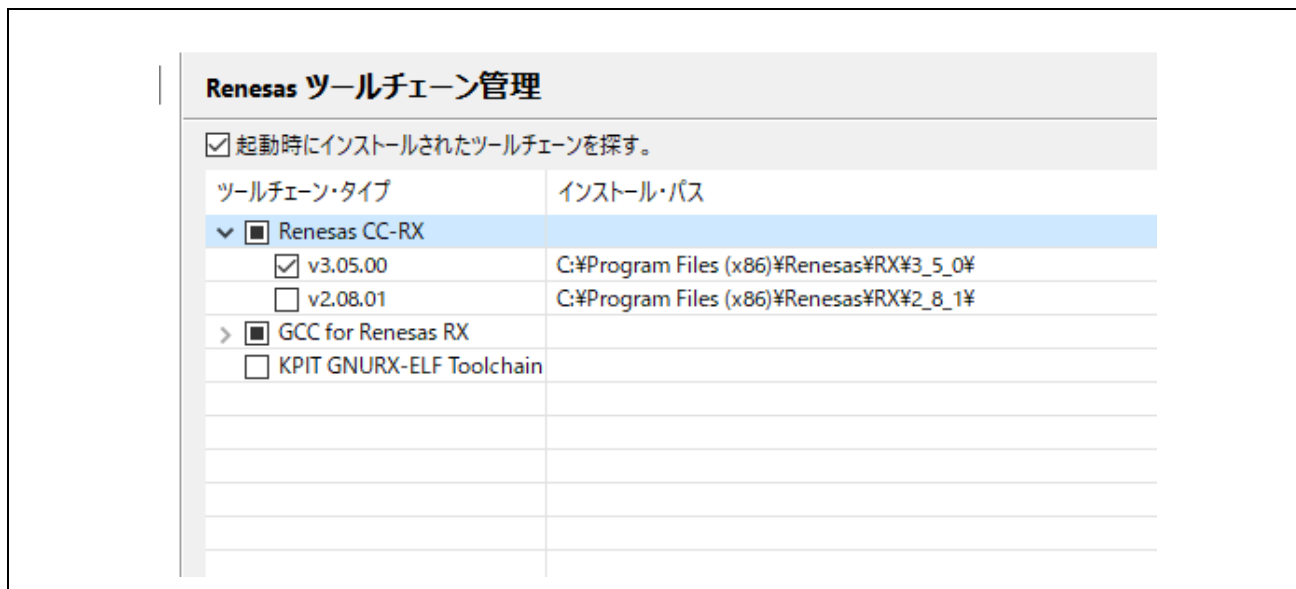 Renesas ツールチェーン管理
起動時にインストールされたツールチェーンを探す。
ツールチェーン・タイプ インストール・パス
Renesas CC-RX
v3.05.00 C:¥Program Files (x86)¥Renesas¥RX¥3_5_0¥
v2.08.01 C:¥Program Files (x86)¥Renesas¥RX¥2_8_1¥
GCC for Renesas RX
KPIT GNURX-ELF Toolchain